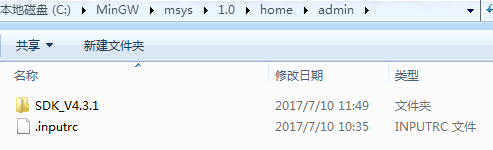 本地磁盘 (C:) ▸ MinGW ▸ msys ▸ 1.0 ▸ home ▸ admin ▸
共享 ▼ 新建文件夹
名称 修改日期 类型
SDK_V4.3.1 2017/7/10 11:49 文件夹
.inputrc 2017/7/10 10:35 INPUTRC 文件